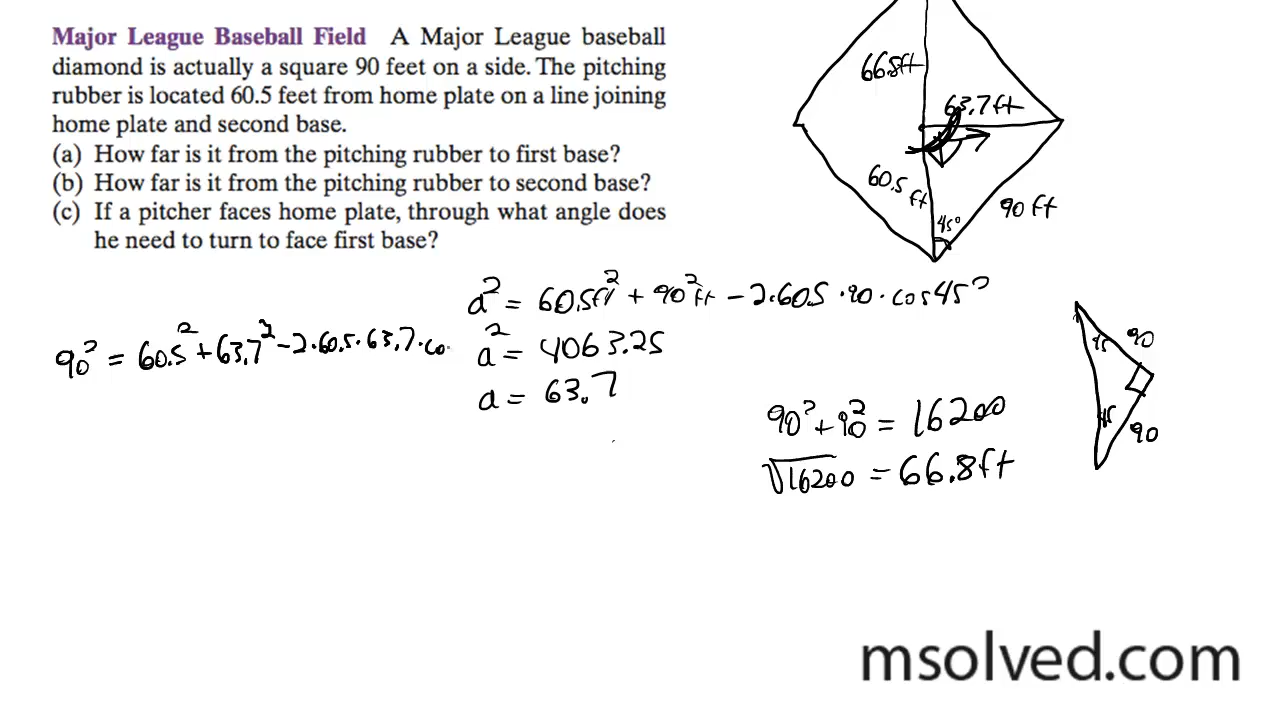 Major League Baseball Field A Major League baseball
diamond is actually a square 90 feet on a side. The pitching
rubber is located 60.5 feet from home plate on a line joining
home plate and second base.
(a) How far is it from the pitching rubber to first base?
(b) How far is it from the pitching rubber to second base?
(c) If a pitcher faces home plate, through what angle does
he need to turn to face first base?
66.8ft
63.7 ft
60.5
ft
90 ft
45°
a² = 60.5ft² + 90²ft - 2·60.5·90·cos45°
a² = 4063.25
a = 63.7
90² = 60.5² + 63.7² - 2·60.5·63.7·co
90² + 90² = 16200
√16200 = 66.8ft
45
90
45
90
msolved.com